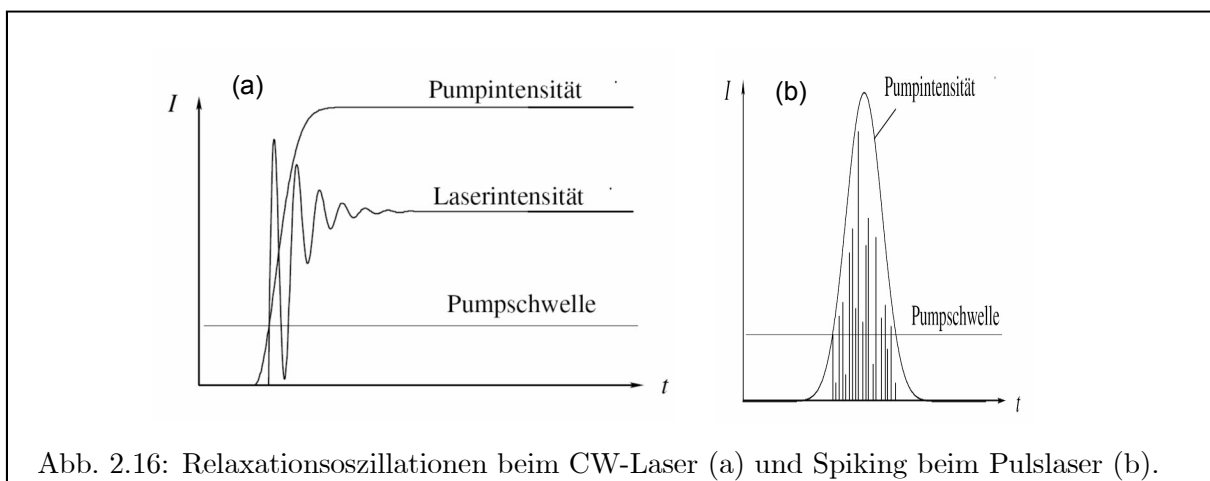 (a)
I
Pumpintensität
Laserintensität
Pumpschwelle
t
(b)
I
Pumpintensität
Pumpschwelle
t
Abb. 2.16: Relaxationsoszillationen beim CW-Laser (a) und Spiking beim Pulslaser (b).